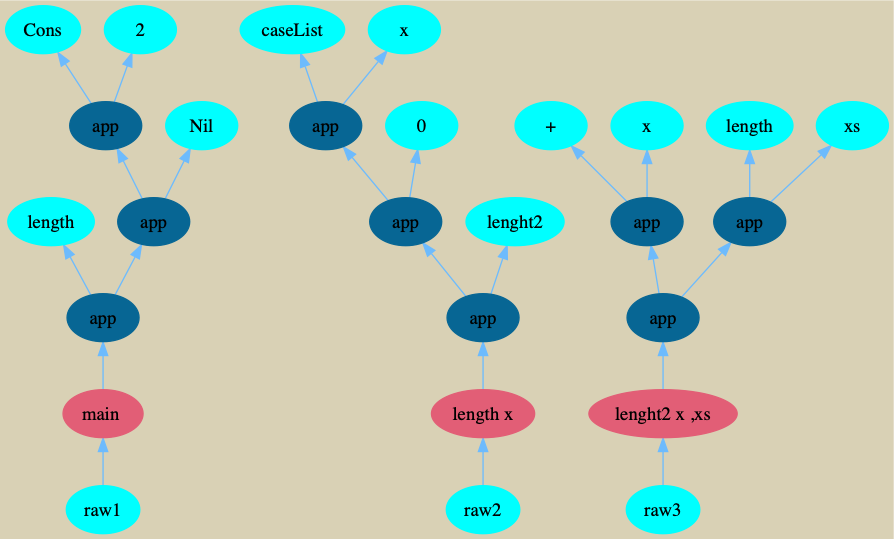 Cons 2 caseList x
app Nil app 0 + x length xs
length app app lenght2 app app
app app app
main length x lenght2 x ,xs
raw1 raw2 raw3